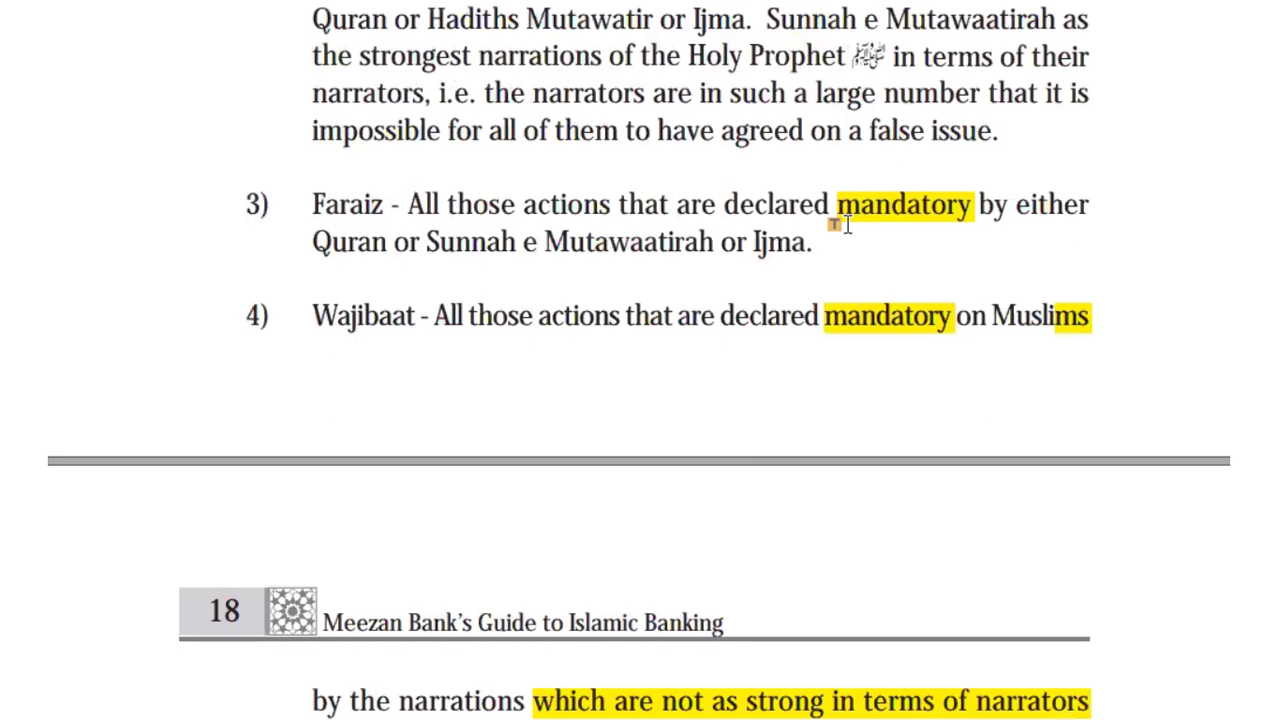 Quran or Hadiths Mutawatir or Ijma. Sunnah e Mutawaatirah as
the strongest narrations of the Holy Prophet ﷺ in terms of their
narrators, i.e. the narrators are in such a large number that it is
impossible for all of them to have agreed on a false issue.
3) Faraiz - All those actions that are declared mandatory by either
Quran or Sunnah e Mutawaatirah or Ijma.
4) Wajibaat - All those actions that are declared mandatory on Muslims
18 Meezan Bank's Guide to Islamic Banking
by the narrations which are not as strong in terms of narrators